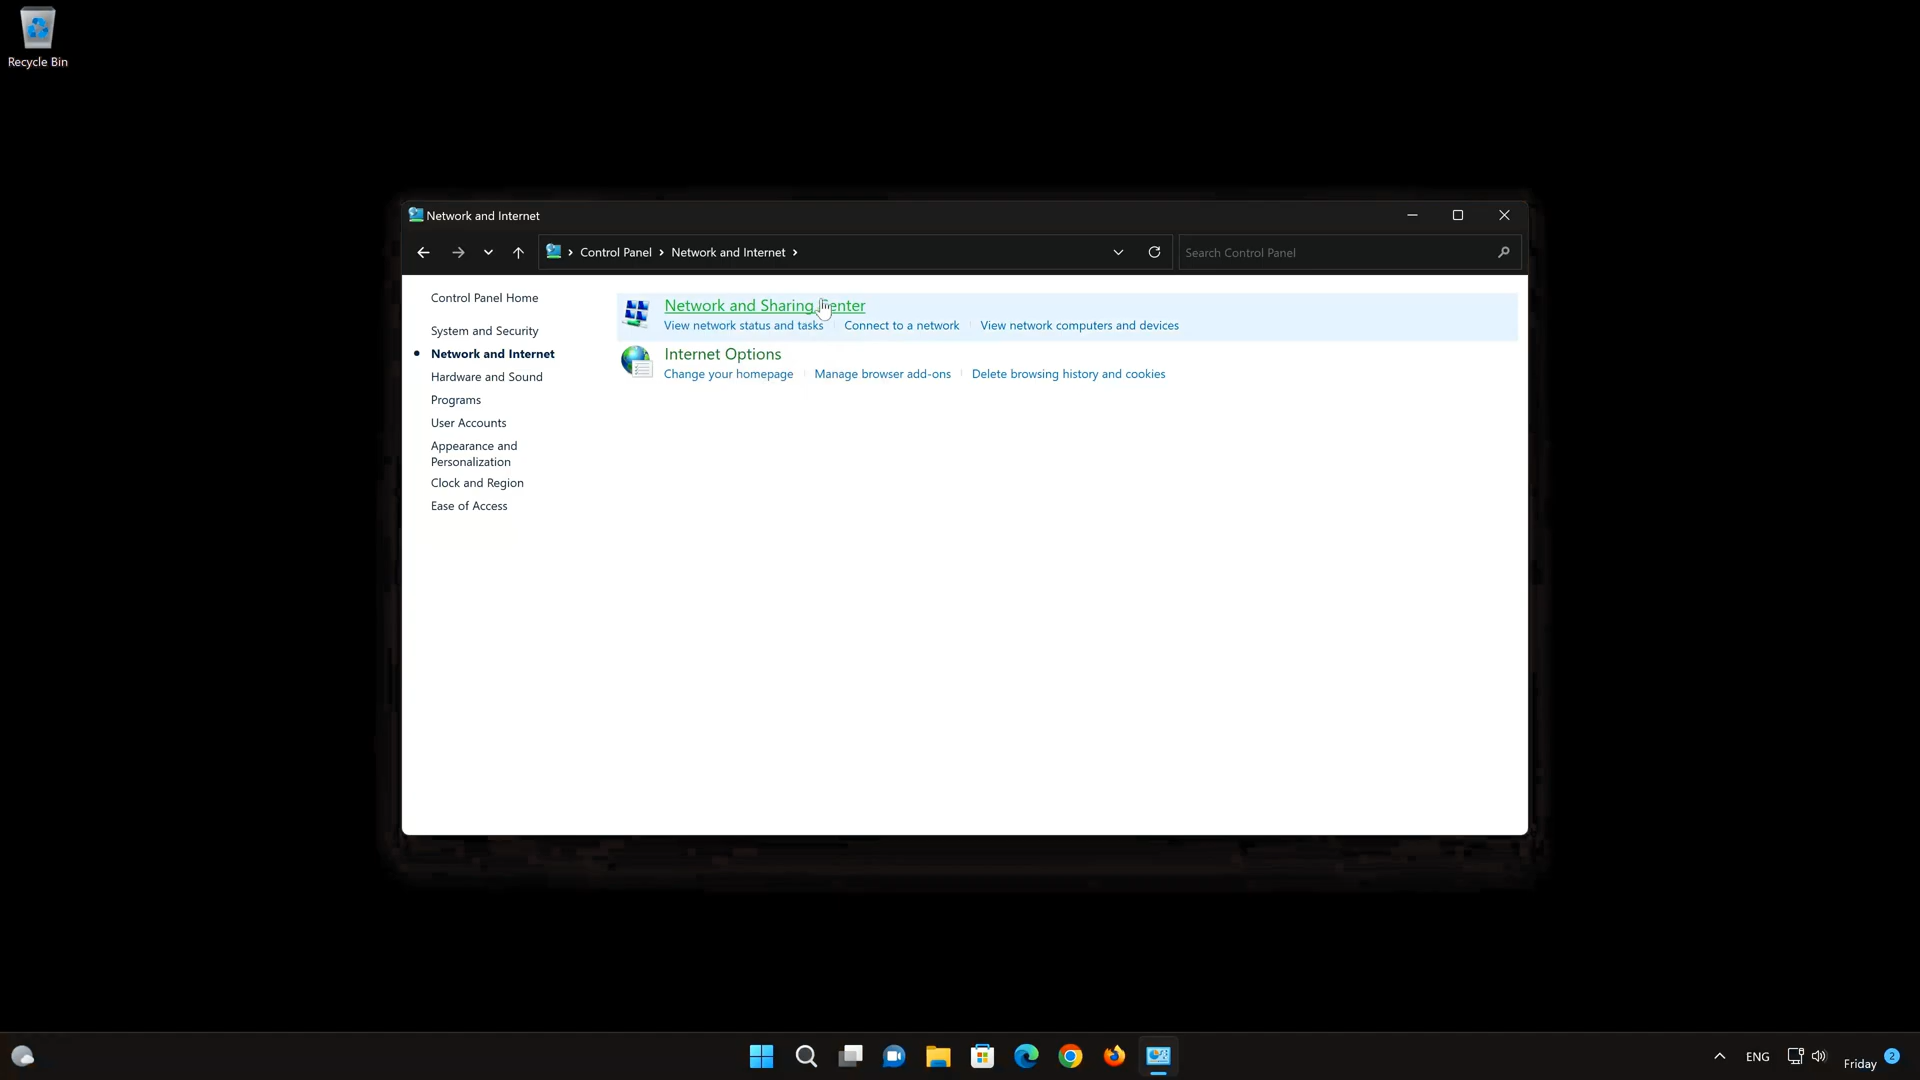 Recycle Bin
Network and Internet
Control Panel
Network and Internet
Search Control Panel
Control Panel Home
System and Security
Network and Internet
Hardware and Sound
Programs
User Accounts
Appearance and
Personalization
Clock and Region
Ease of Access
Network and Sharing Center
View network status and tasks
Connect to a network
View network computers and devices
Internet Options
Change your homepage
Manage browser add-ons
Delete browsing history and cookies
ENG
Friday
2